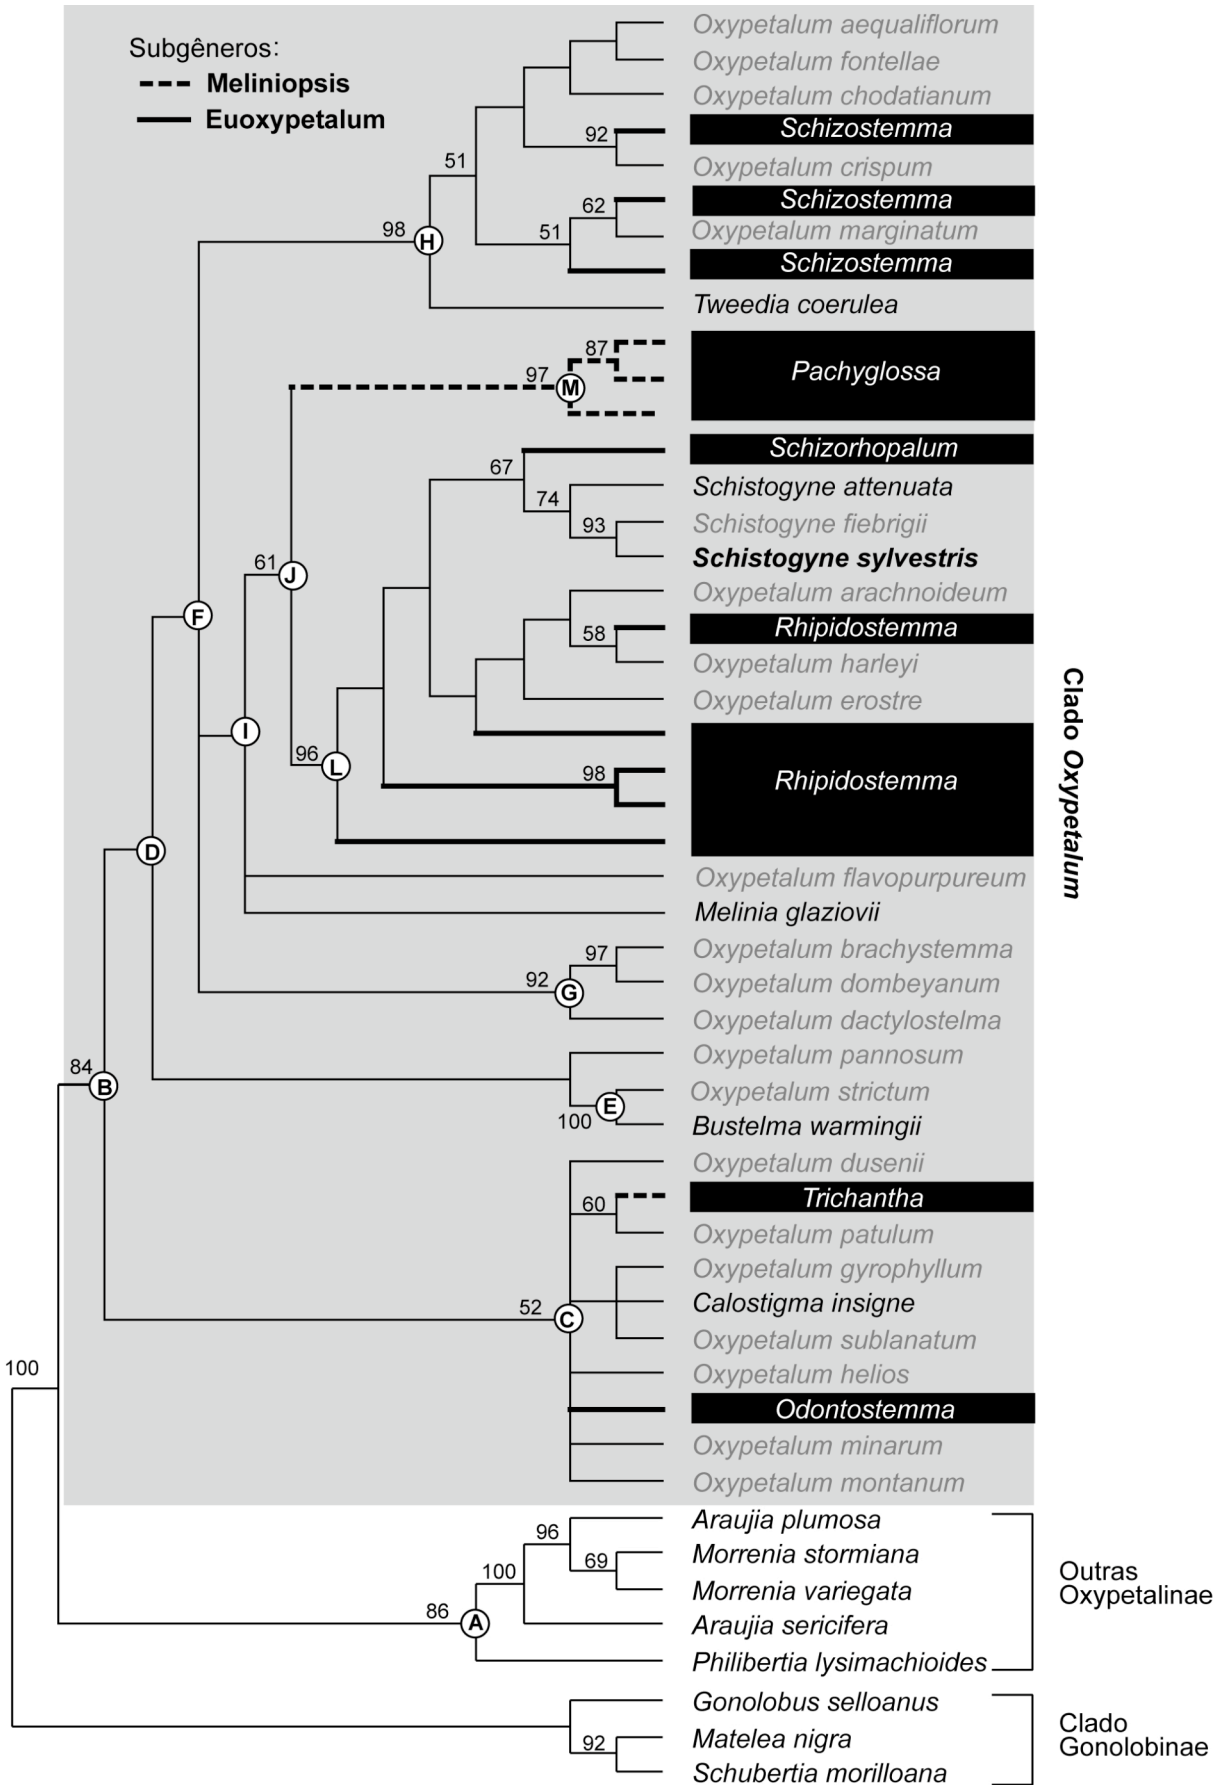 Subgêneros:
Meliniopsis
Euoxypetalum
Oxypetalum aequaliflorum
Oxypetalum fontellae
Oxypetalum chodatianum
92
Schizostemma
Oxypetalum crispum
51
62
Schizostemma
51
Oxypetalum marginatum
98
H
Schizostemma
Tweedia coerulea
87
97
M
Pachyglossa
67
Schizorhopalum
74
Schistogyne attenuata
93
Schistogyne fiebrigii
Schistogyne sylvestris
61
J
Oxypetalum arachnoideum
F
58
Rhipidostemma
Oxypetalum harleyi
Oxypetalum erostre
I
96
L
98
Rhipidostemma
D
Oxypetalum flavopurpureum
Melinia glaziovii
97
Oxypetalum brachystemma
92
G
Oxypetalum dombeyanum
Oxypetalum dactylostelma
Oxypetalum pannosum
84
B
Oxypetalum strictum
100
E
Bustelma warmingii
Oxypetalum dusenii
60
Trichantha
Oxypetalum patulum
Oxypetalum gyrophyllum
52
C
Calostigma insigne
Oxypetalum sublanatum
Oxypetalum helios
100
Odontostemma
Oxypetalum minarum
Oxypetalum montanum
Clado Oxypetalum
Araujia plumosa
96
Morrenia stormiana
69
100
Morrenia variegata
86
A
Araujia sericifera
Philibertia lysimachioides
Outras
Oxypetalinae
Gonolobus selloanus
92
Matelea nigra
Schubertia morilloana
Clado
Gonolobinae